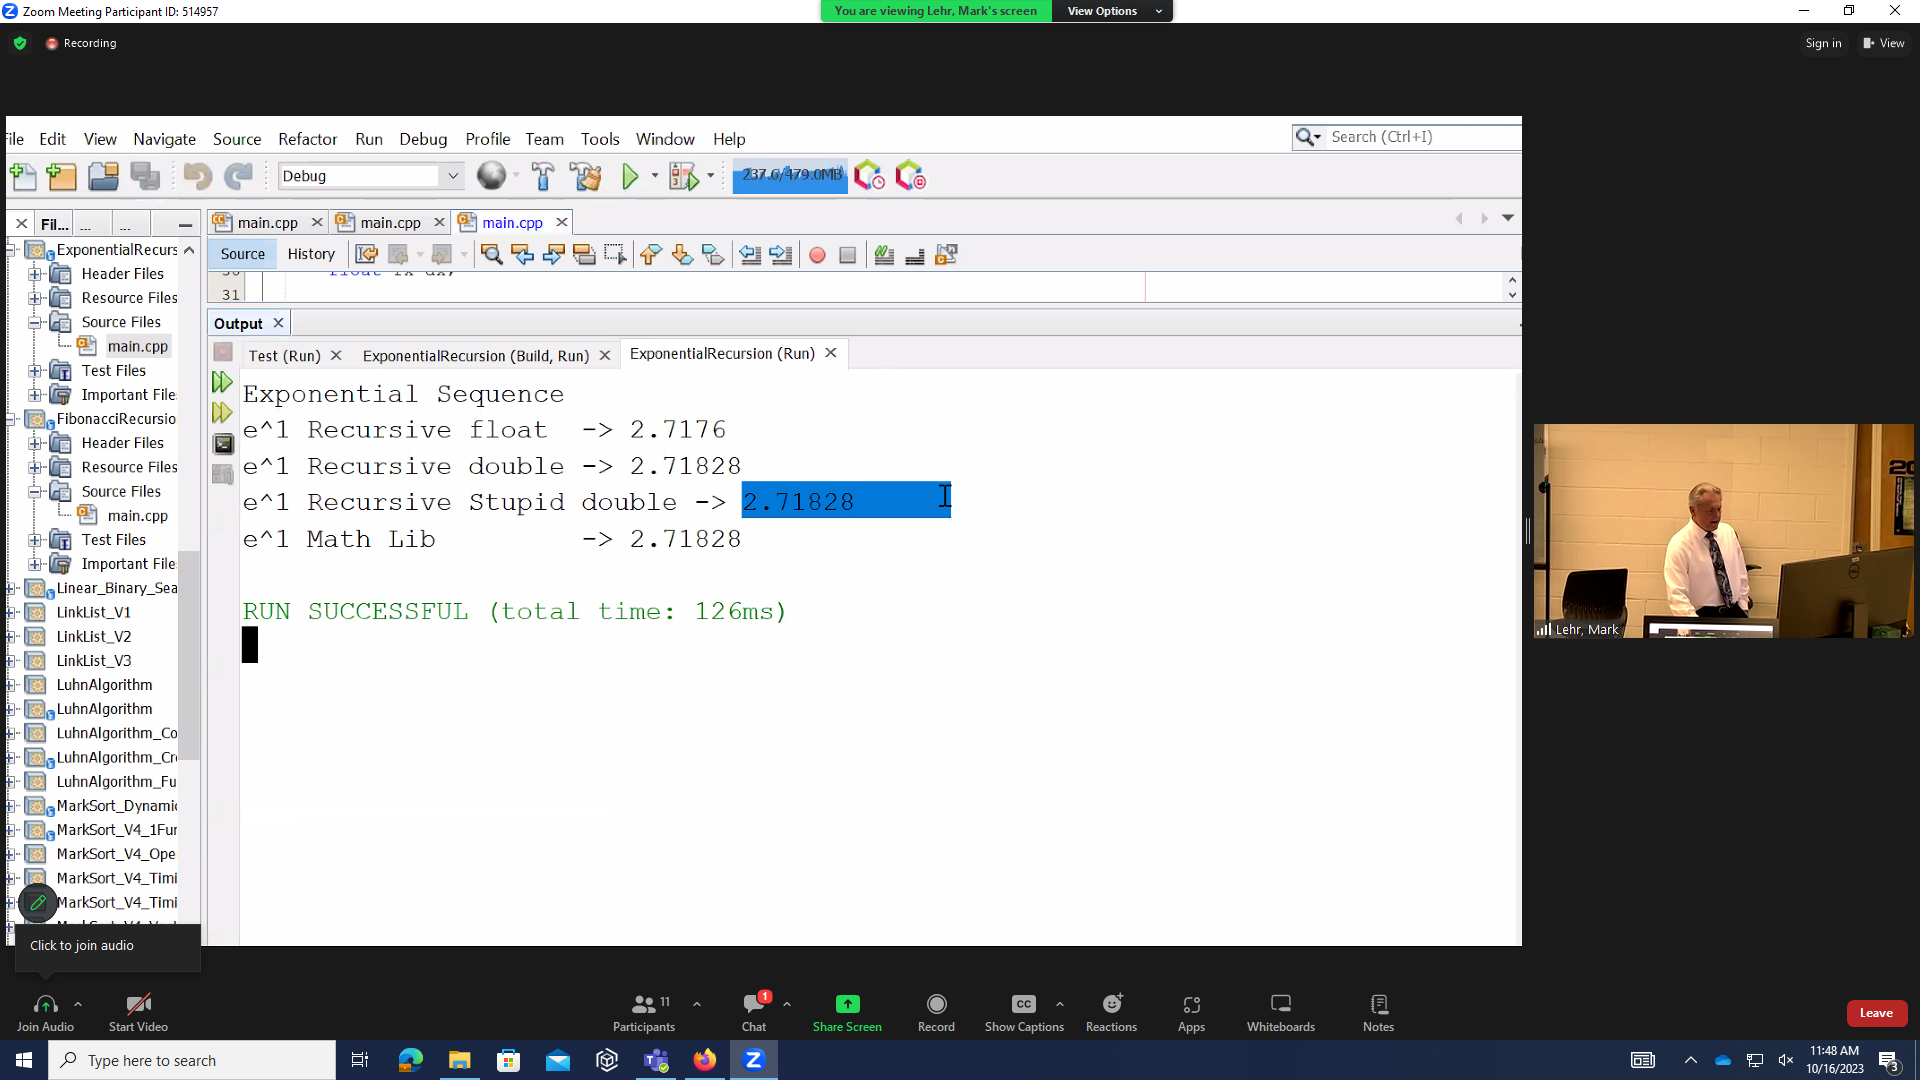 Zoom Meeting Participant ID: 514957
You are viewing Lehr, Mark's screen
View Options
Recording
Sign in
View
File Edit View Navigate Source Refactor Run Debug Profile Team Tools Window Help
Search (Ctrl+I)
Debug
237.6/479.0MB
Fil...
...
...
main.cpp
main.cpp
main.cpp
Source
History
31
Output
Test (Run)
ExponentialRecursion (Build, Run)
ExponentialRecursion (Run)
ExponentialRecurs
Header Files
Resource Files
Source Files
main.cpp
Test Files
Important File
FibonacciRecursio
Header Files
Resource Files
Source Files
main.cpp
Test Files
Important File
Linear_Binary_Sea
LinkList_V1
LinkList_V2
LinkList_V3
LuhnAlgorithm
LuhnAlgorithm
LuhnAlgorithm_Co
LuhnAlgorithm_Cr
LuhnAlgorithm_Fu
MarkSort_Dynamic
MarkSort_V4_1Fun
MarkSort_V4_Ope
MarkSort_V4_Timi
MarkSort_V4_Timi
Exponential Sequence
e^1 Recursive float -> 2.7176
e^1 Recursive double -> 2.71828
e^1 Recursive Stupid double -> 2.71828
e^1 Math Lib -> 2.71828
RUN SUCCESSFUL (total time: 126ms)
Lehr, Mark
Click to join audio
Join Audio
Start Video
Participants
11
Chat
1
Share Screen
Record
CC
Show Captions
Reactions
Apps
Whiteboards
Notes
Leave
Type here to search
11:48 AM
10/16/2023
3